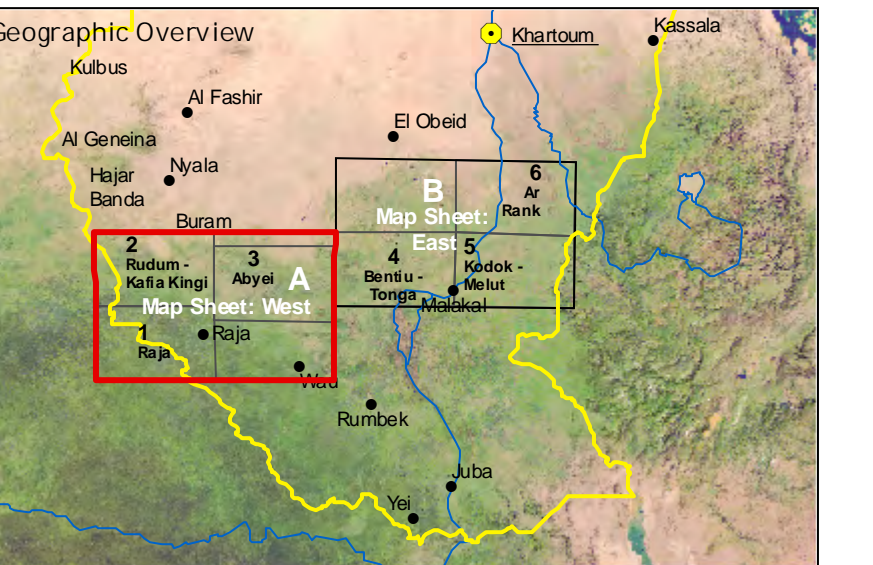 Geographic Overview
Kassala
Khartoum
Kulbus
Al Fashir
El Obeid
Al Geneina
Nyala
Hajar
Banda
Buram
B
Map Sheet:
East
6
Ar
Rank
2
Rudum -
Kafia Kingi
3
Abyei
A
Map Sheet: West
4
Bentiu -
Tonga
5
Kodok -
Melut
Malakal
1
Raja
Raja
Wau
Rumbek
Juba
Yei